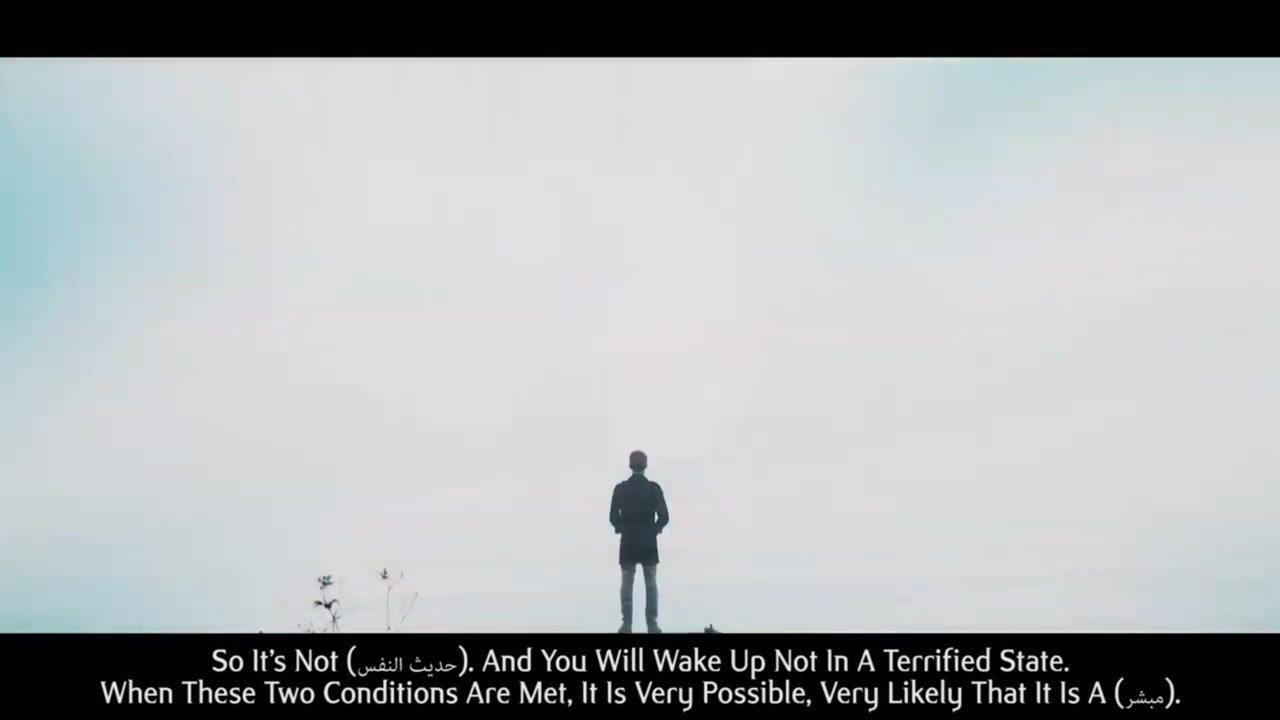 So It's Not (حديث النفس). And You Will Wake Up Not In A Terrified State.
When These Two Conditions Are Met, It Is Very Possible, Very Likely That It Is A (مبشر).